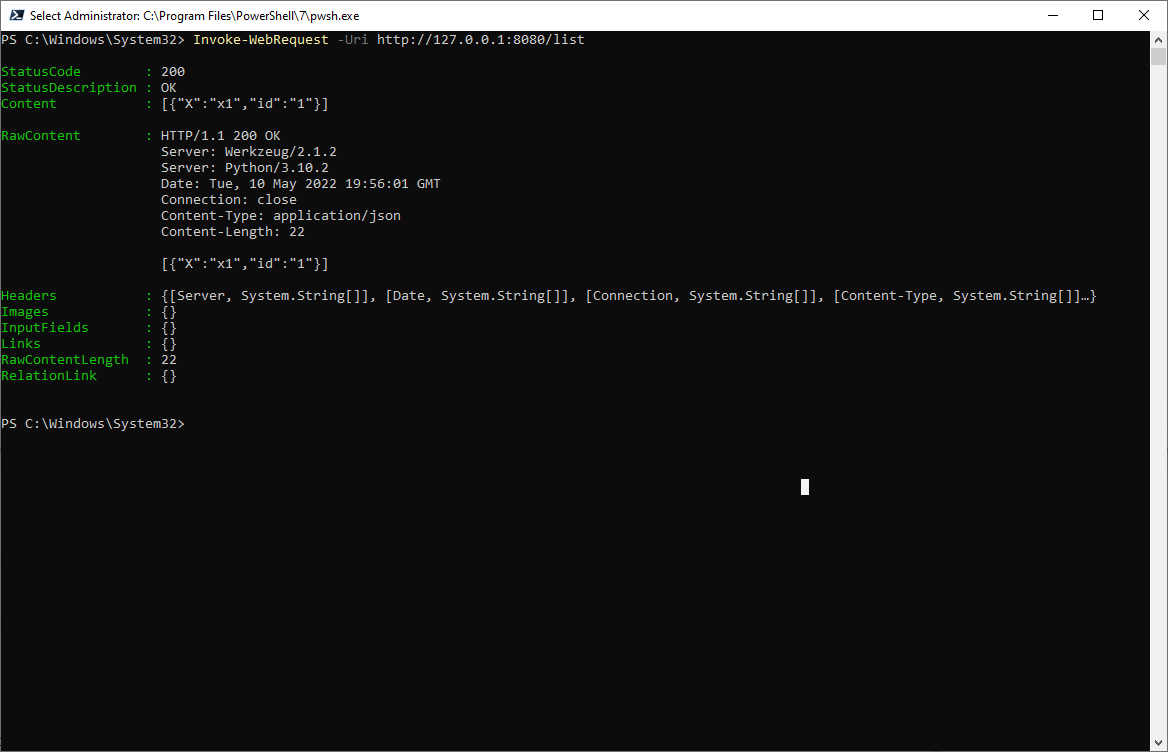 Select Administrator: C:\Program Files\PowerShell\7\pwsh.exe
PS C:\Windows\System32> Invoke-WebRequest -Uri http://127.0.0.1:8080/list
StatusCode        : 200
StatusDescription : OK
Content           : [{"X":"x1","id":"1"}]
RawContent        : HTTP/1.1 200 OK
                    Server: Werkzeug/2.1.2
                    Server: Python/3.10.2
                    Date: Tue, 10 May 2022 19:56:01 GMT
                    Connection: close
                    Content-Type: application/json
                    Content-Length: 22
                    [{"X":"x1","id":"1"}]
Headers           : {[Server, System.String[]], [Date, System.String[]], [Connection, System.String[]], [Content-Type, System.String[]]…}
Images            : {}
InputFields       : {}
Links             : {}
RawContentLength  : 22
RelationLink      : {}
PS C:\Windows\System32>